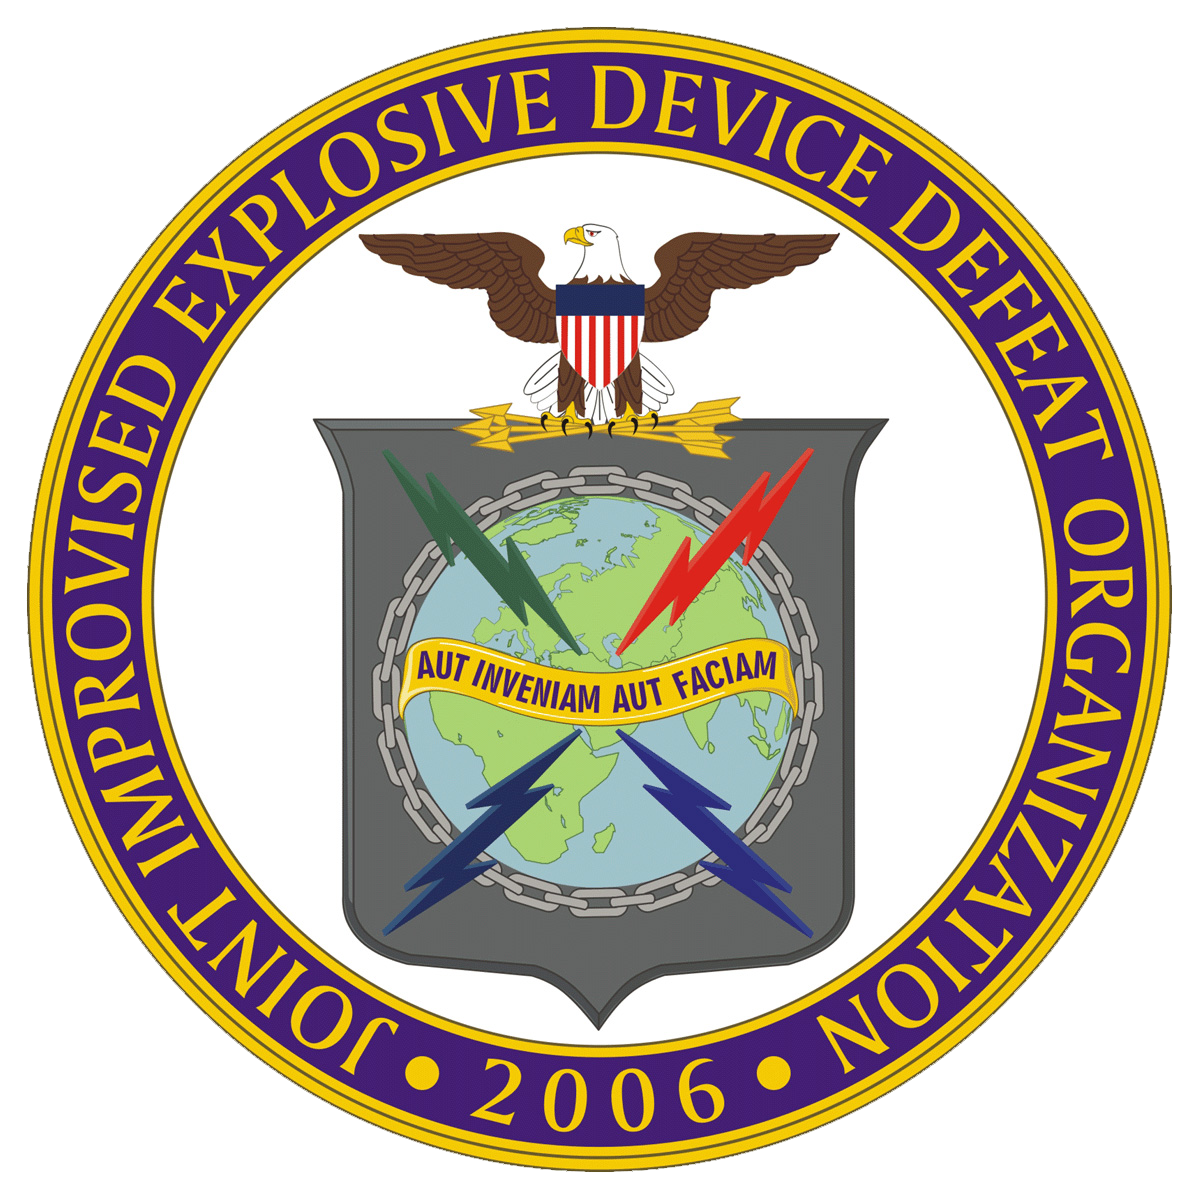 JOINT IMPROVISED EXPLOSIVE DEVICE DEFEAT ORGANIZATION
AUT INVENIAM AUT FACIAM
• 2006 •